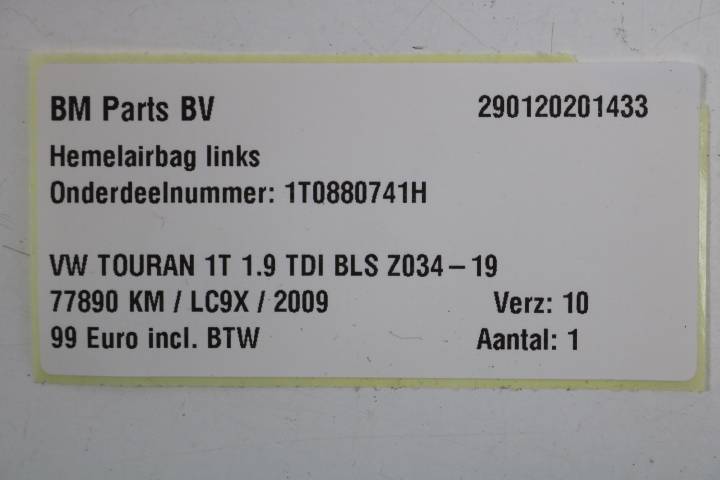 BM Parts BV 290120201433
Hemelairbag links
Onderdeelnummer: 1T0880741H
VW TOURAN 1T 1.9 TDI BLS Z034-19
77890 KM / LC9X / 2009 Verz: 10
99 Euro incl. BTW Aantal: 1